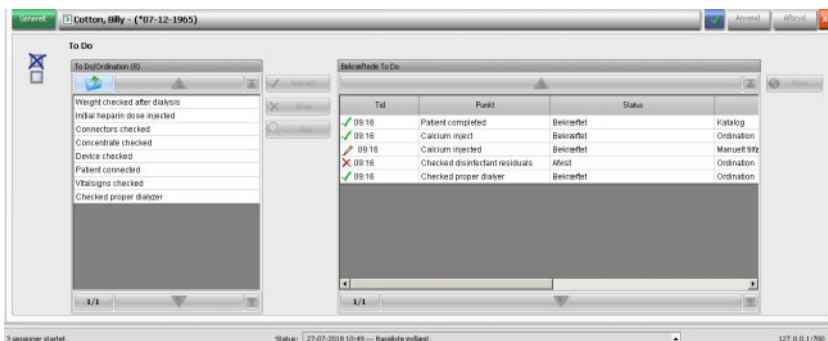 Generelt
Cotton, Billy - (*07-12-1965)
Anvend
Afbryd
To Do
To Do/Ordination (8)
Bekræftede To Do
Bekræft
Tid Punkt Status
Weight checked after dialysis
Initial heparin dose injected
Connectors checked
Concentrate checked
Device checked
Patient connected
Vitalsigns checked
Checked proper dialyzer
09:16 Patient completed Bekræftet Katalog
09:16 Calcium inject Bekræftet Ordination
09:16 Calcium injected Bekræftet Manuelt tilfø
09:16 Checked disinfectant residuals Afvist Ordination
09:16 Checked proper dialyer Bekræftet Ordination
1/1
1/1
3 sessioner startet.
Status: 27-07-2018 10:49 --- Basisliste indlæst.
127.0.0.1:700